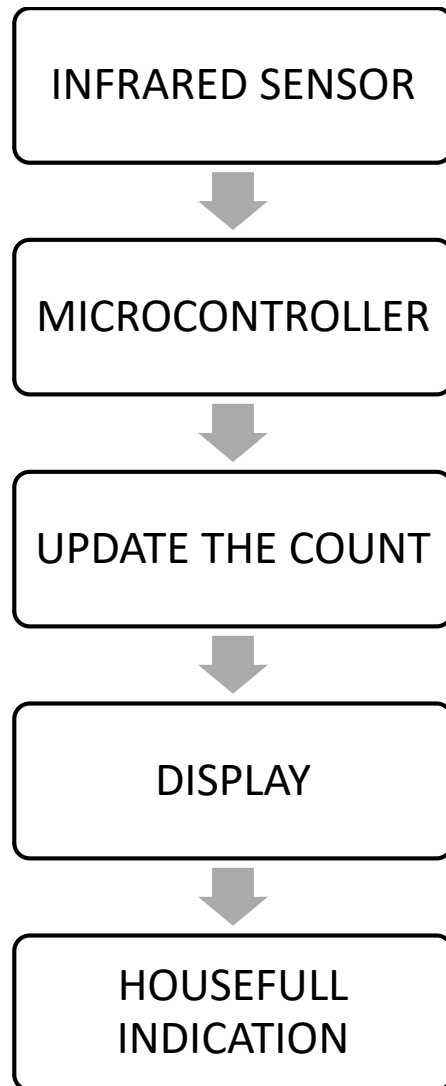 INFRARED SENSOR
MICROCONTROLLER
UPDATE THE COUNT
DISPLAY
HOUSEFULL
INDICATION